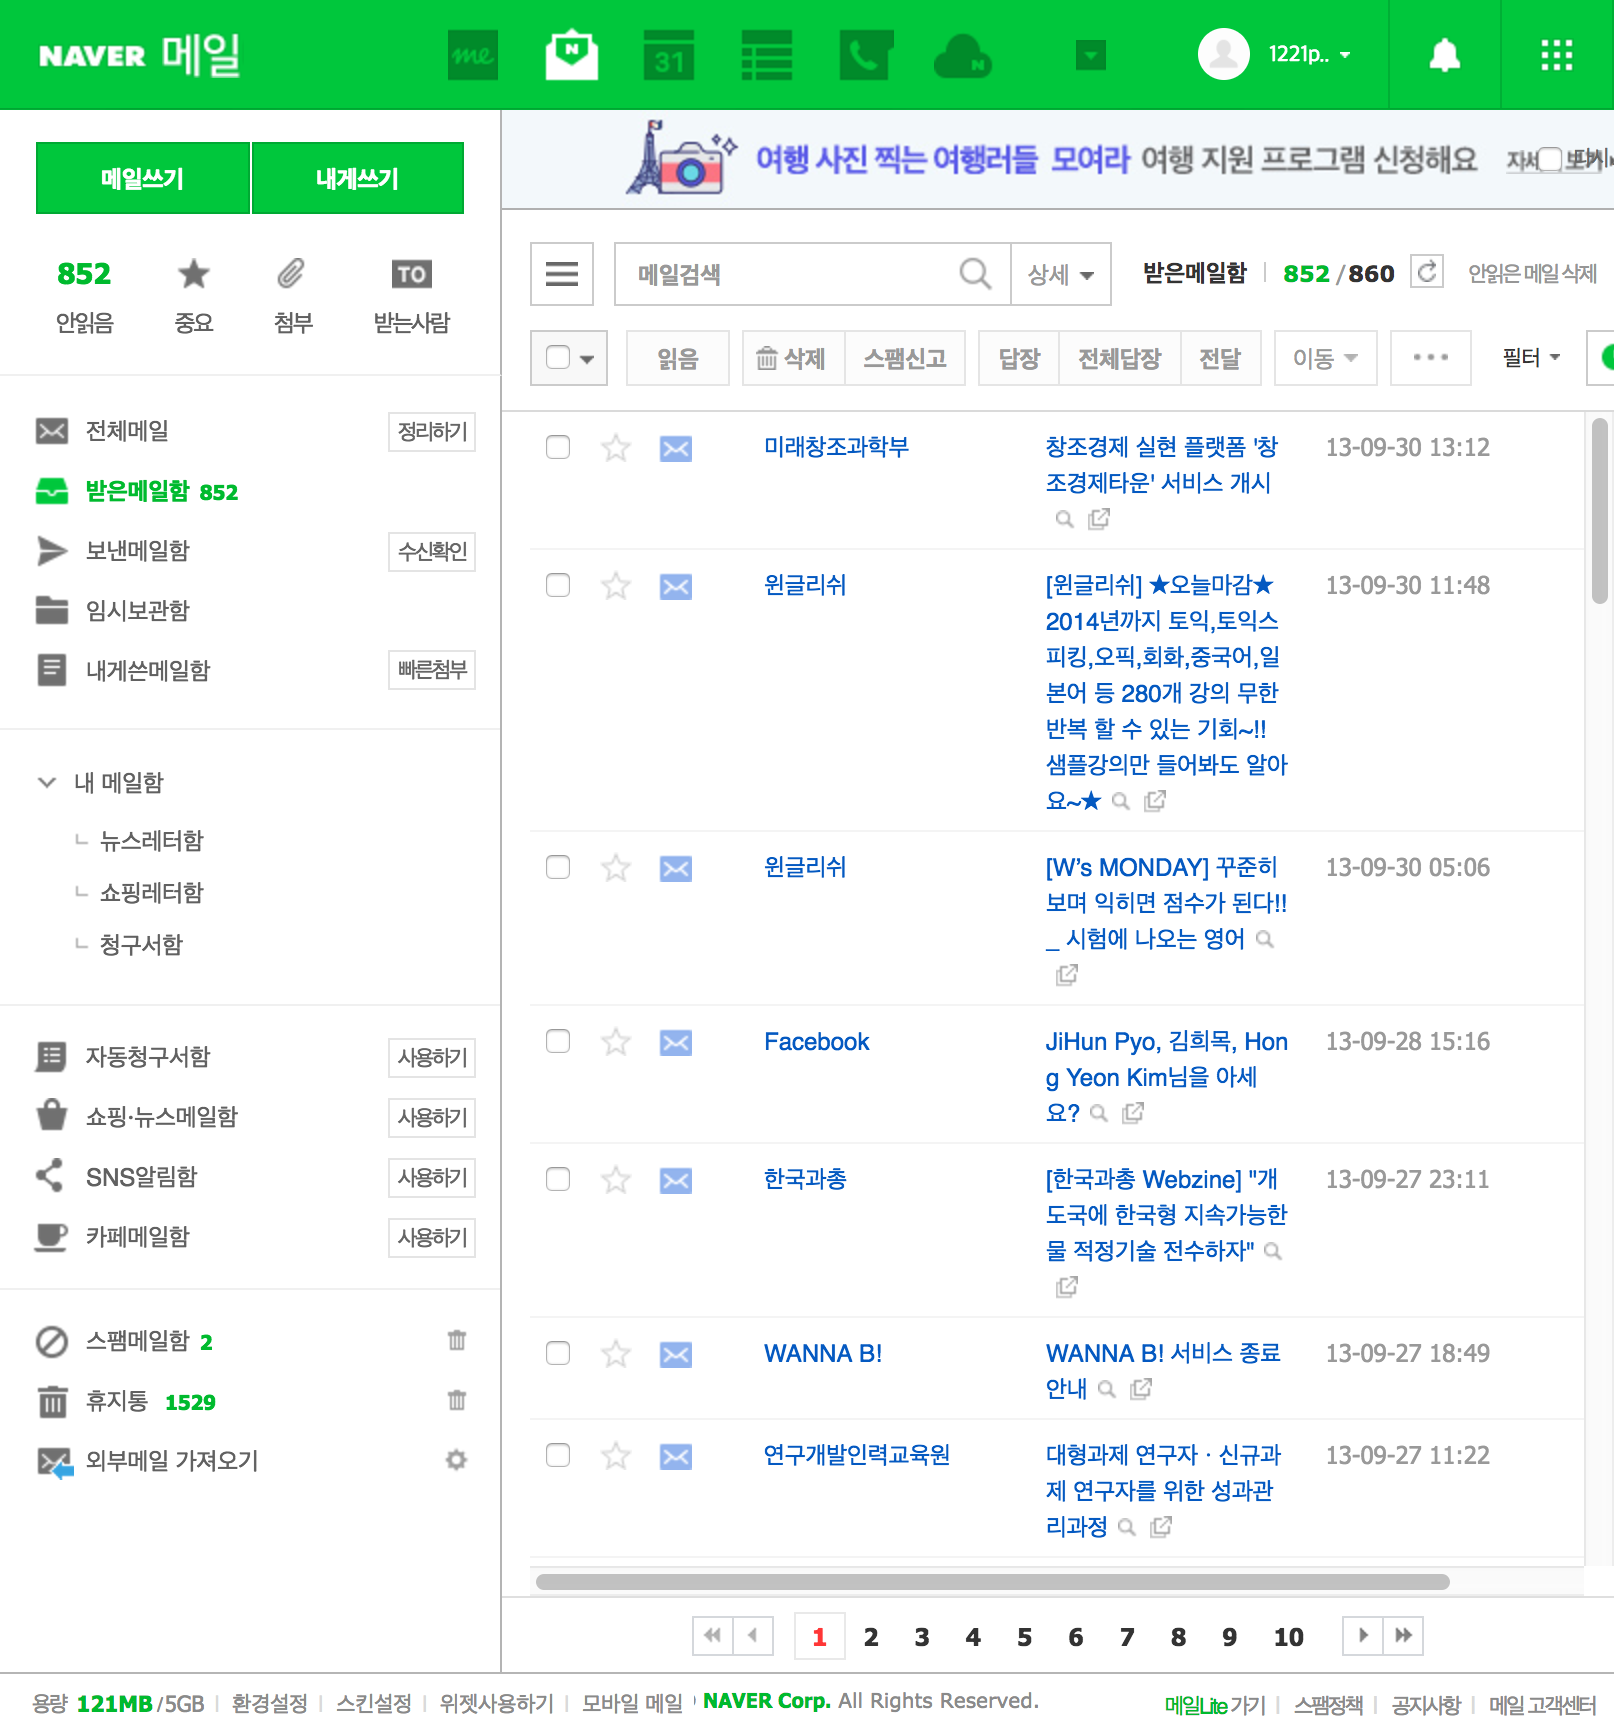 NAVER 메일
me
N
31
N
1221p..
메일쓰기
내게쓰기
여행 사진 찍는 여행러들 모여라 여행 지원 프로그램 신청해요
852
안읽음
중요
첨부
TO
받는사람
메일검색
상세
받은메일함
852 / 860
안읽은 메일 삭제
읽음
삭제
스팸신고
답장
전체답장
전달
이동
필터
전체메일
정리하기
받은메일함 852
보낸메일함
수신확인
임시보관함
내게쓴메일함
빠른첨부
내 메일함
뉴스레터함
쇼핑레터함
청구서함
자동청구서함
사용하기
쇼핑·뉴스메일함
사용하기
SNS알림함
사용하기
카페메일함
사용하기
스팸메일함 2
휴지통 1529
외부메일 가져오기
미래창조과학부
창조경제 실현 플랫폼 '창
조경제타운' 서비스 개시
13-09-30 13:12
윈글리쉬
[윈글리쉬] ★오늘마감★
2014년까지 토익,토익스
피킹,오픽,회화,중국어,일
본어 등 280개 강의 무한
반복 할 수 있는 기회~!!
샘플강의만 들어봐도 알아
요~★
13-09-30 11:48
윈글리쉬
[W’s MONDAY] 꾸준히
보며 익히면 점수가 된다!!
_ 시험에 나오는 영어
13-09-30 05:06
Facebook
JiHun Pyo, 김희목, Hon
g Yeon Kim님을 아세
요?
13-09-28 15:16
한국과총
[한국과총 Webzine] "개
도국에 한국형 지속가능한
물 적정기술 전수하자"
13-09-27 23:11
WANNA B!
WANNA B! 서비스 종료
안내
13-09-27 18:49
연구개발인력교육원
대형과제 연구자 · 신규과
제 연구자를 위한 성과관
리과정
13-09-27 11:22
1 2 3 4 5 6 7 8 9 10
용량 121MB/5GB
환경설정
스킨설정
위젯사용하기
모바일 메일
NAVER Corp. All Rights Reserved.
메일Lite 가기
스팸정책
공지사항
메일 고객센터